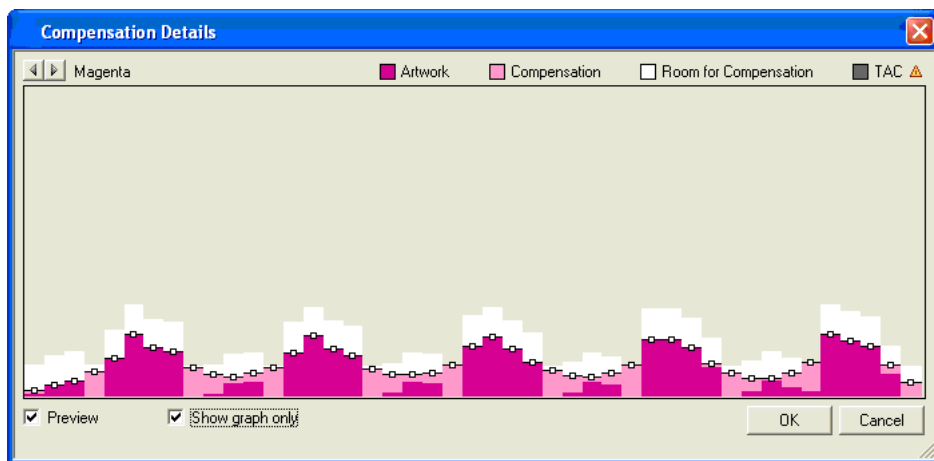 Compensation Details
Magenta Artwork Compensation Room for Compensation TAC
Preview Show graph only OK Cancel